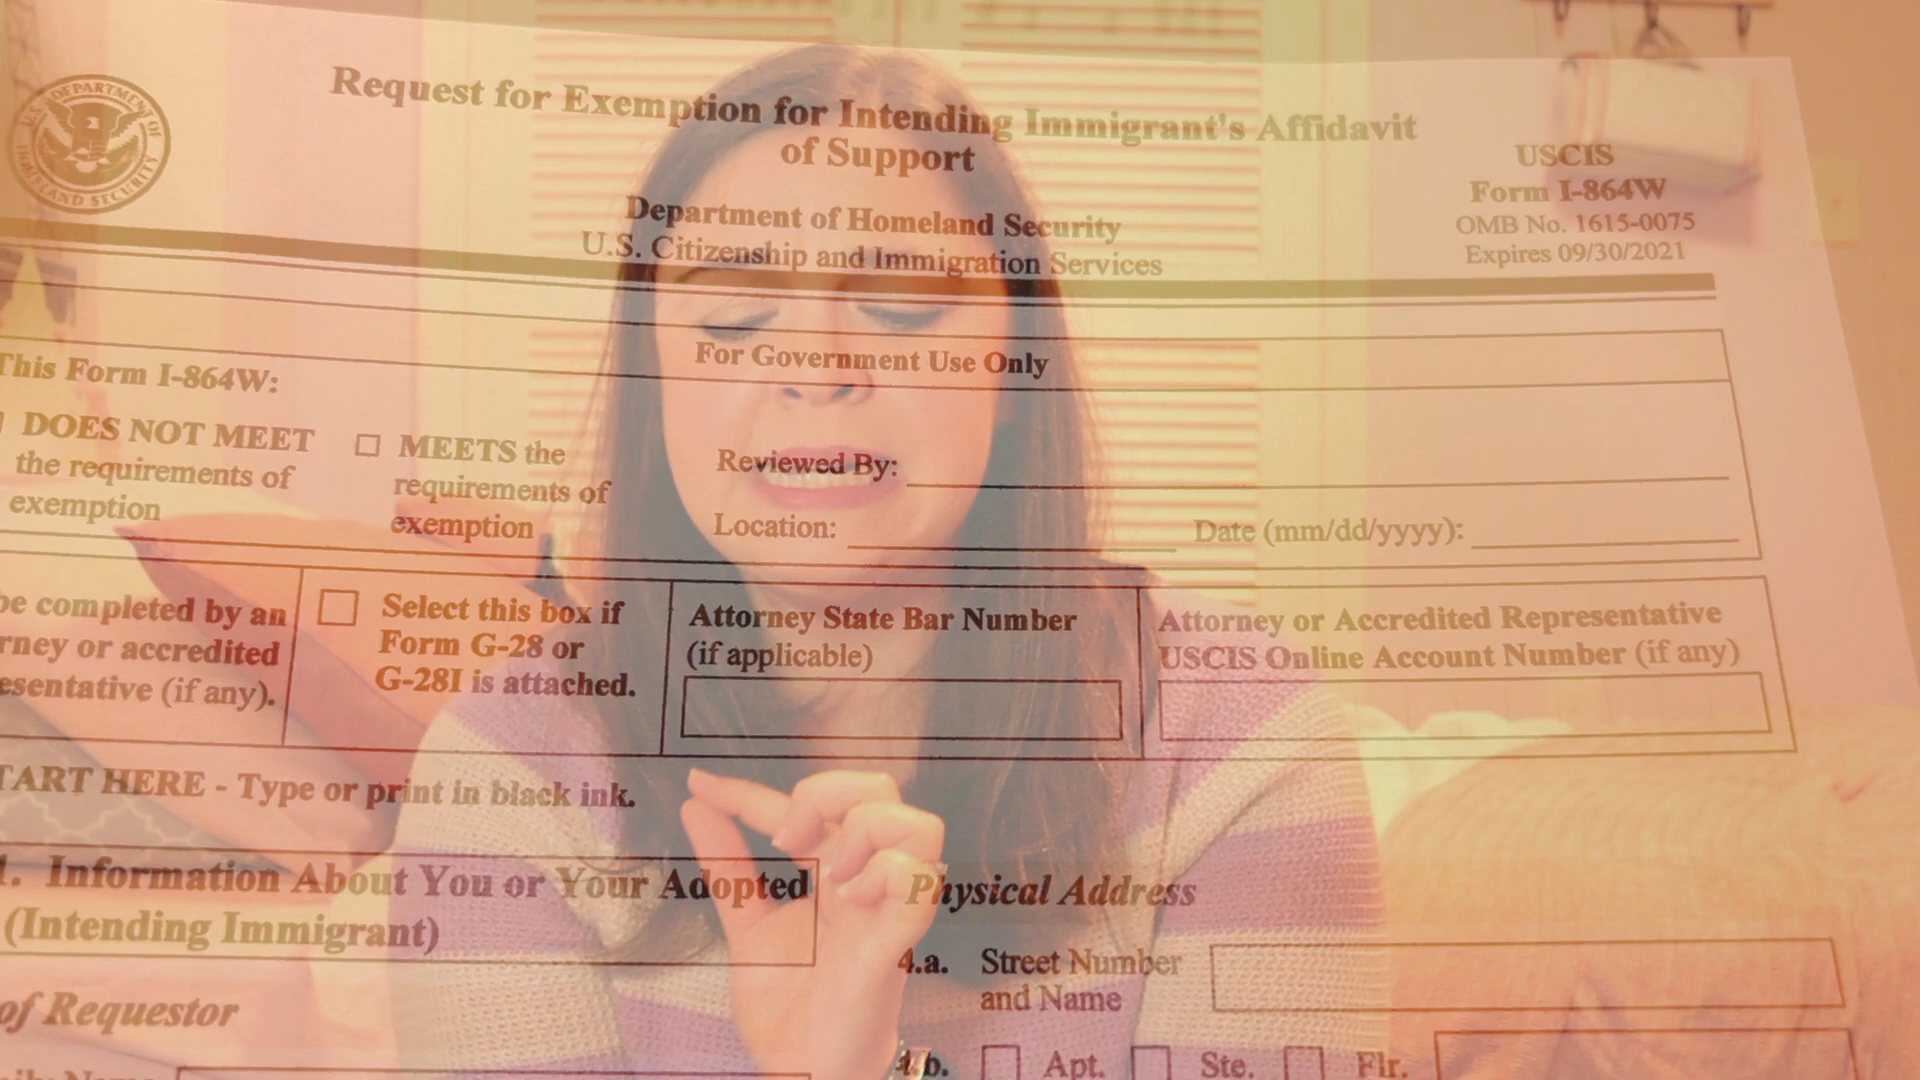 U.S. DEPARTMENT OF HOMELAND SECURITY
Request for Exemption for Intending Immigrant's Affidavit
of Support
Department of Homeland Security
U.S. Citizenship and Immigration Services
USCIS
Form I-864W
OMB No. 1615-0075
Expires 09/30/2021
For Government Use Only
This Form I-864W:
DOES NOT MEET
the requirements of
exemption
MEETS the
requirements of
exemption
Reviewed By:
Location:
Date (mm/dd/yyyy):
be completed by an
rney or accredited
esentative (if any).
Select this box if
Form G-28 or
G-28I is attached.
Attorney State Bar Number
(if applicable)
Attorney or Accredited Representative
USCIS Online Account Number (if any)
TART HERE - Type or print in black ink.
1. Information About You or Your Adopted
(Intending Immigrant)
of Requestor
Physical Address
4.a. Street Number
and Name
4.b. Apt. Ste. Flr.